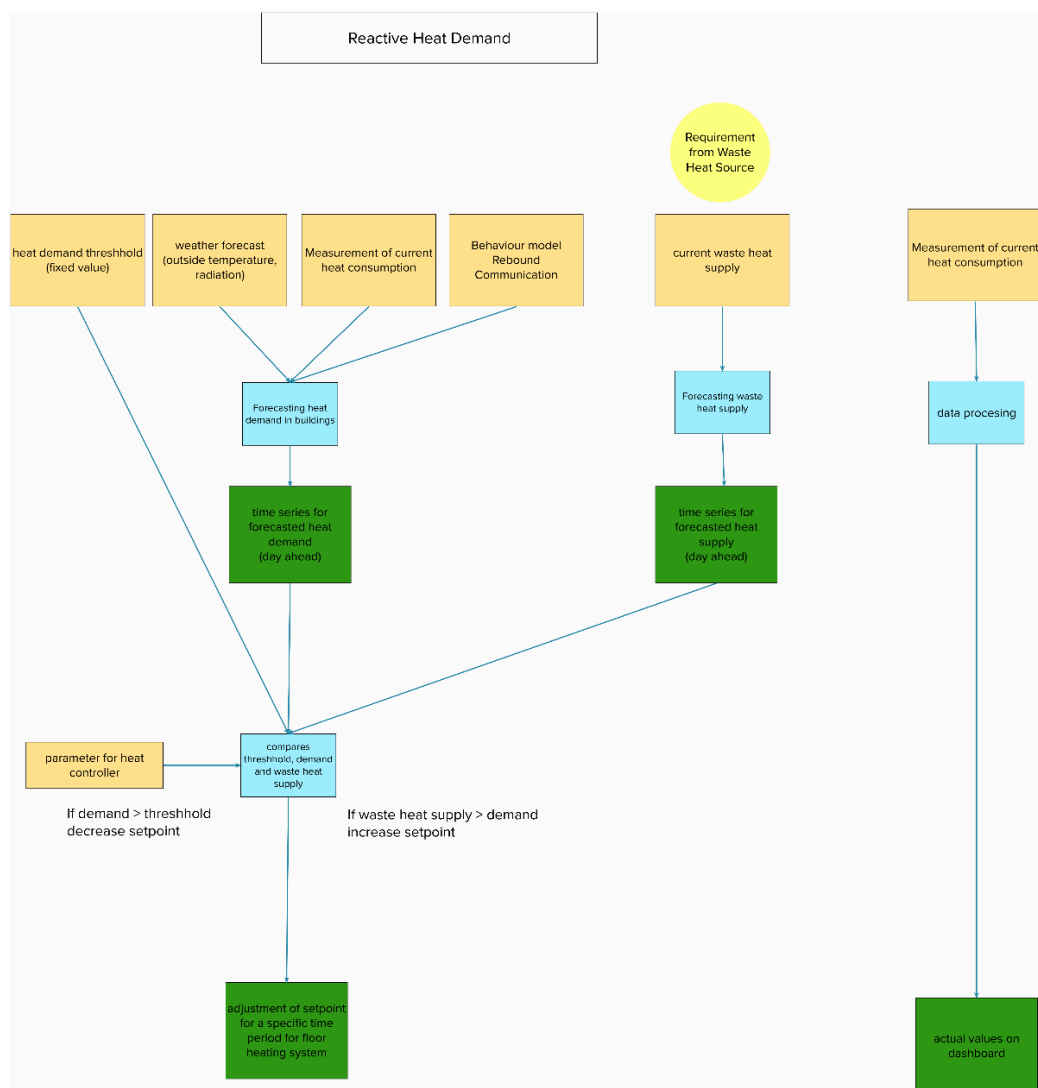 Reactive Heat Demand
Requirement
from Waste
Heat Source
heat demand threshhold
(fixed value)
weather forecast
(outside temperature,
radiation)
Measurement of current
heat consumption
Behaviour model
Rebound
Communication
current waste heat
supply
Measurement of current
heat consumption
Forecasting heat
demand in buildings
Forecasting waste
heat supply
data procesing
time series for
forecasted heat
demand
(day ahead)
time series for
forecasted heat
supply
(day ahead)
parameter for heat
controller
compares
threshhold, demand
and waste heat
supply
If demand > threshhold
decrease setpoint
If waste heat supply > demand
increase setpoint
adjustment of setpoint
for a specific time
period for floor
heating system
actual values on
dashboard